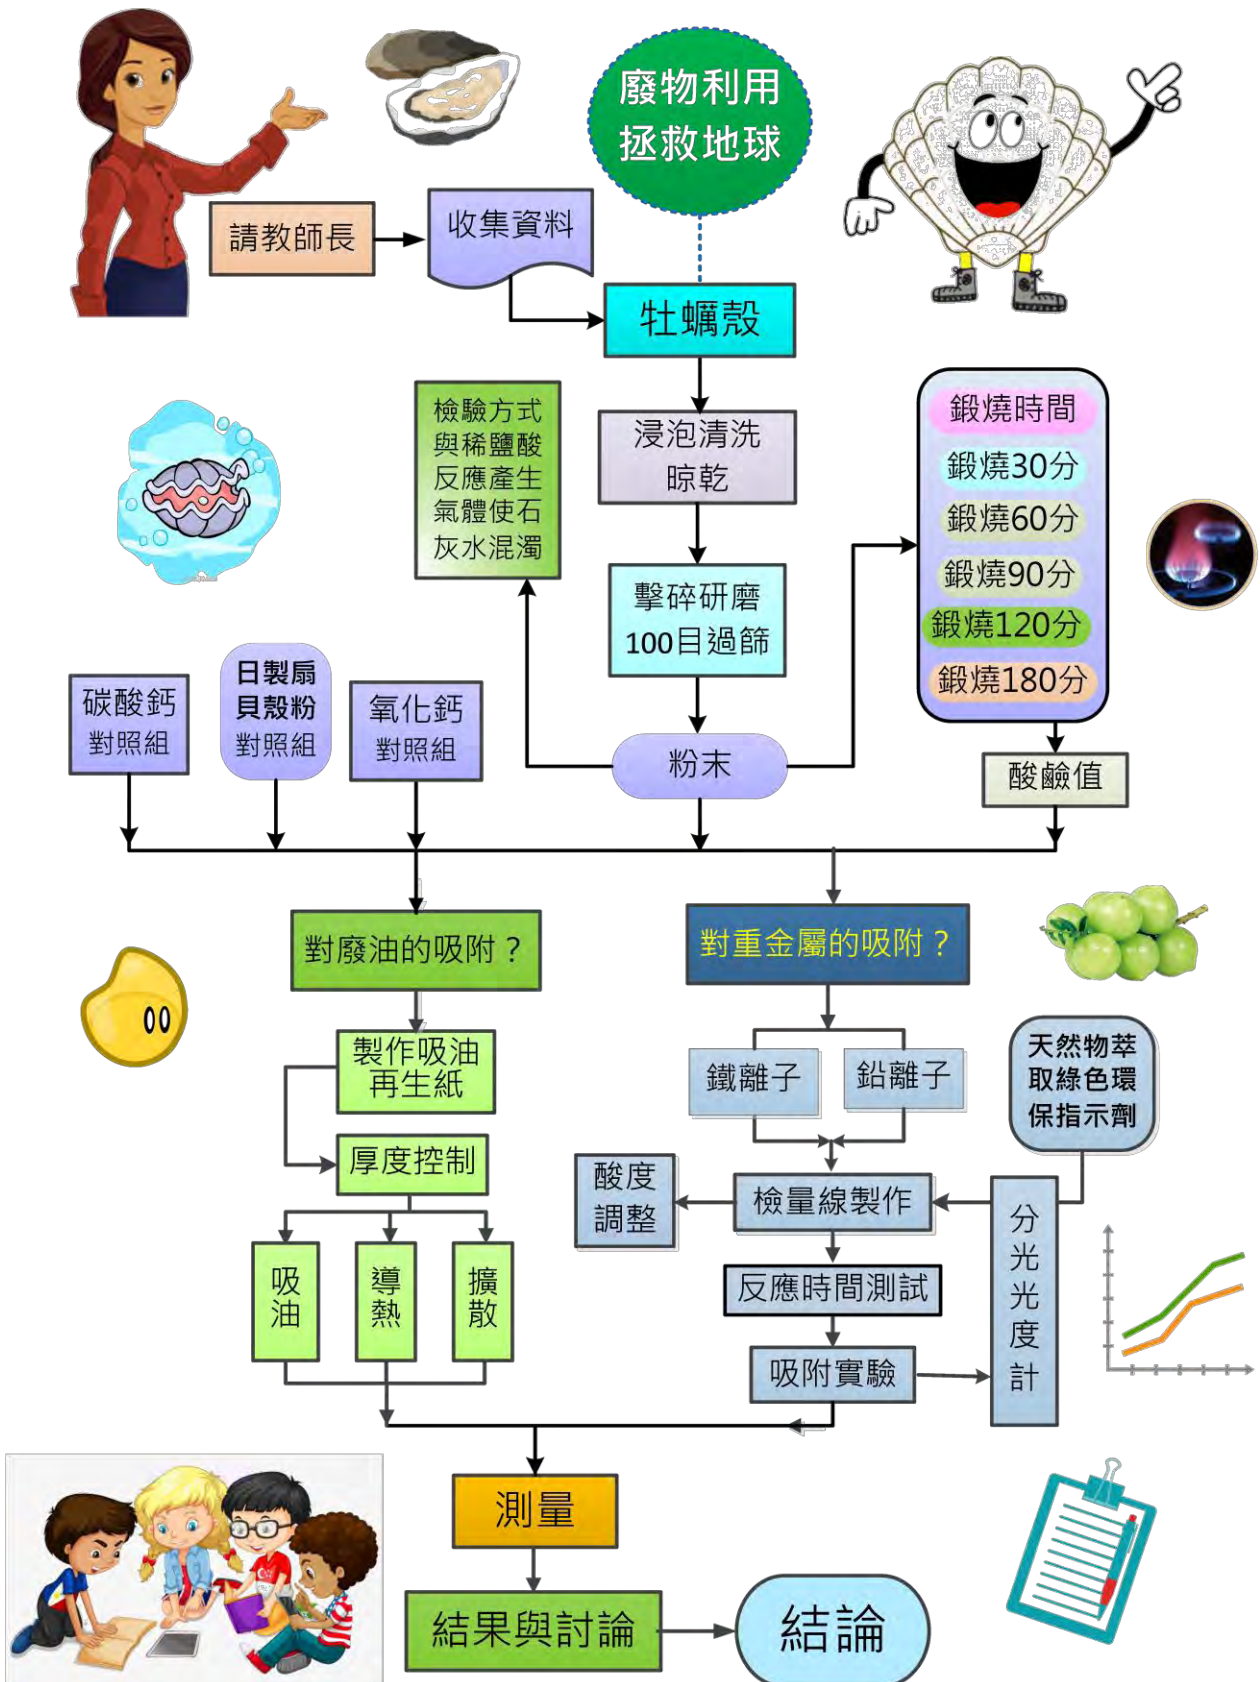 廢物利用
拯救地球
請教師長
收集資料
牡蠣殼
檢驗方式
與稀鹽酸
反應產生
氣體使石
灰水混濁
浸泡清洗
晾乾
擊碎研磨
100目過篩
粉末
鍛燒時間
鍛燒30分
鍛燒60分
鍛燒90分
鍛燒120分
鍛燒180分
酸鹼值
碳酸鈣
對照組
日製扇
貝殼粉
對照組
氧化鈣
對照組
對廢油的吸附？
製作吸油
再生紙
厚度控制
吸油
導熱
擴散
對重金屬的吸附？
鐵離子
鉛離子
天然物萃
取綠色環
保指示劑
酸度
調整
檢量線製作
反應時間測試
吸附實驗
分光光度計
測量
結果與討論
結論